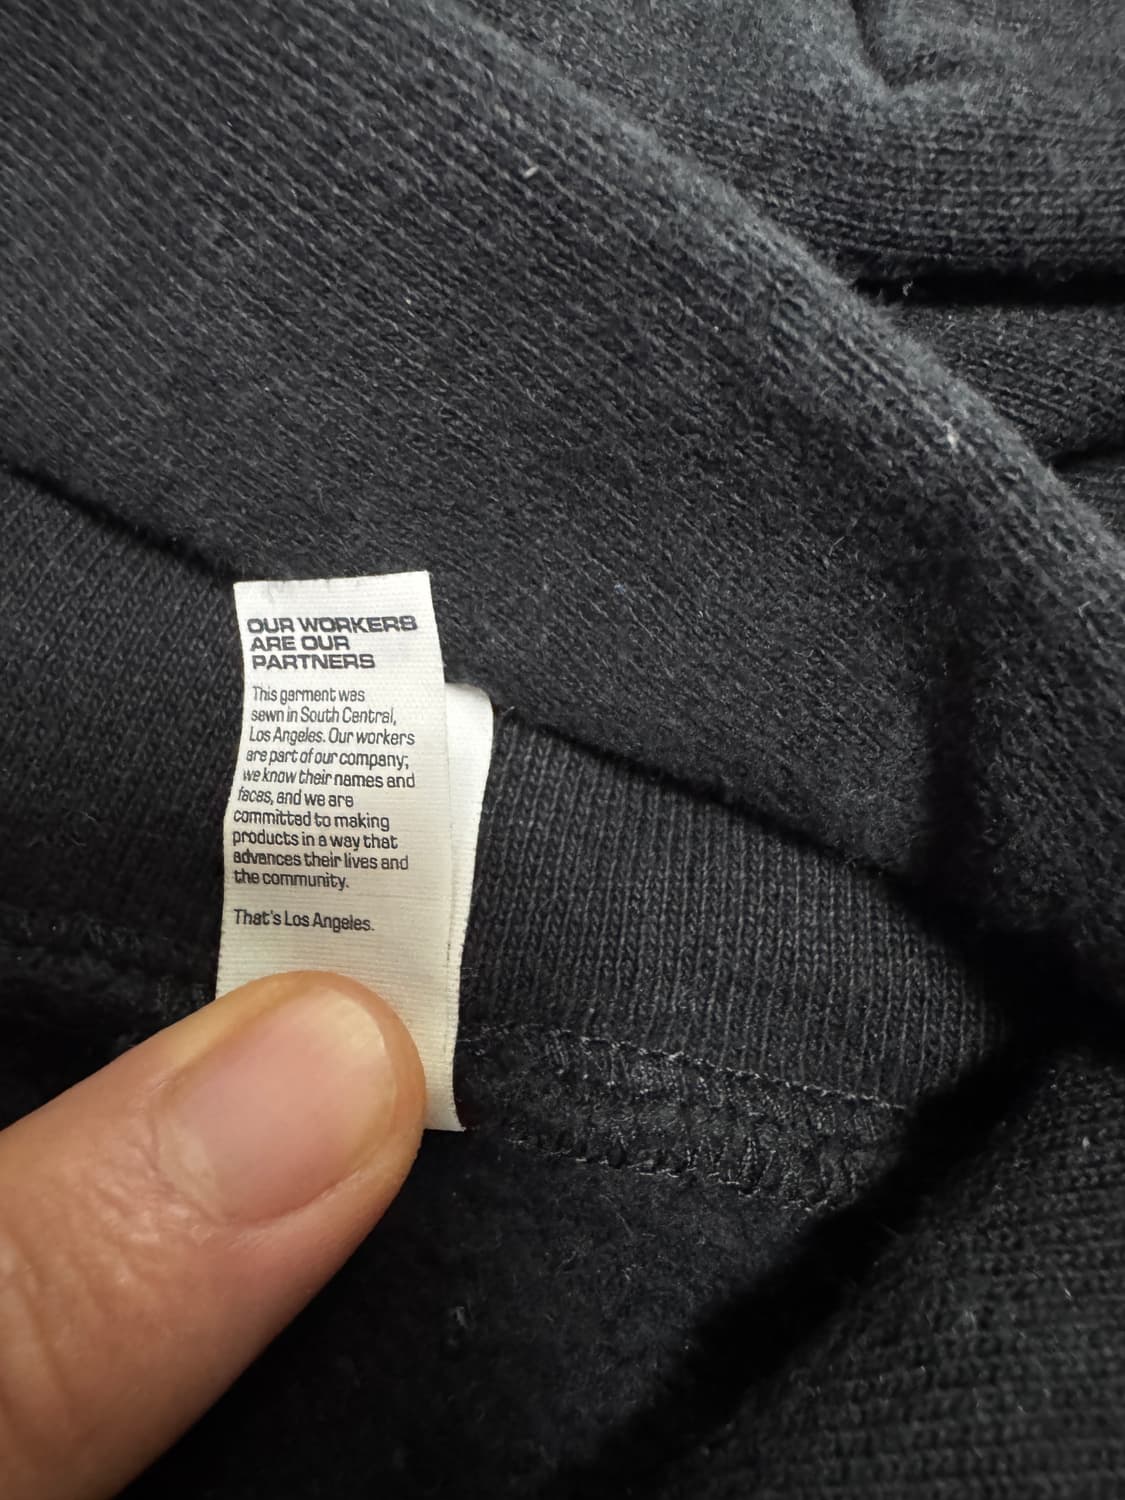 OUR WORKERS
ARE OUR
PARTNERS
This garment was
sewn in South Central,
Los Angeles. Our workers
are part of our company;
we know their names and
faces, and we are
committed to making
products in a way that
advances their lives and
the community.
That's Los Angeles.